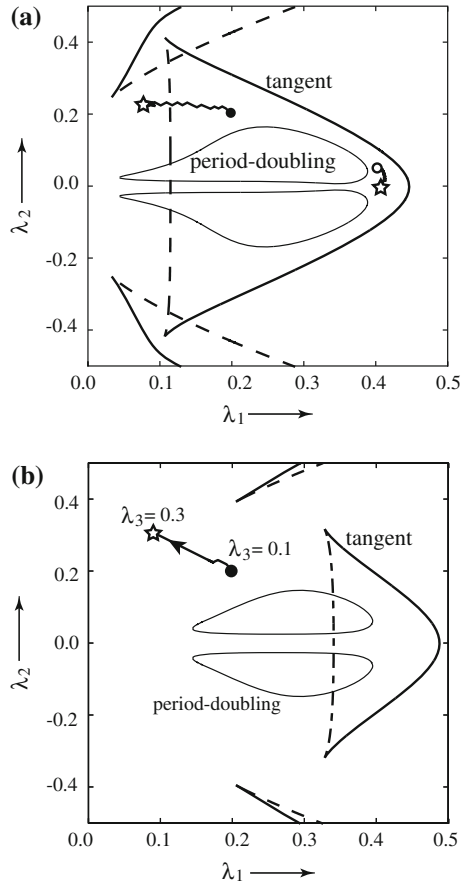 (a)
0.4
tangent
0.2
period-doubling
0.0
-0.2
-0.4
λ₂
0.0 0.1 0.2 0.3 0.4 0.5
λ₁
(b)
0.4
λ₃= 0.3
λ₃= 0.1
tangent
0.2
0.0
period-doubling
-0.2
-0.4
λ₂
0.0 0.1 0.2 0.3 0.4 0.5
λ₁